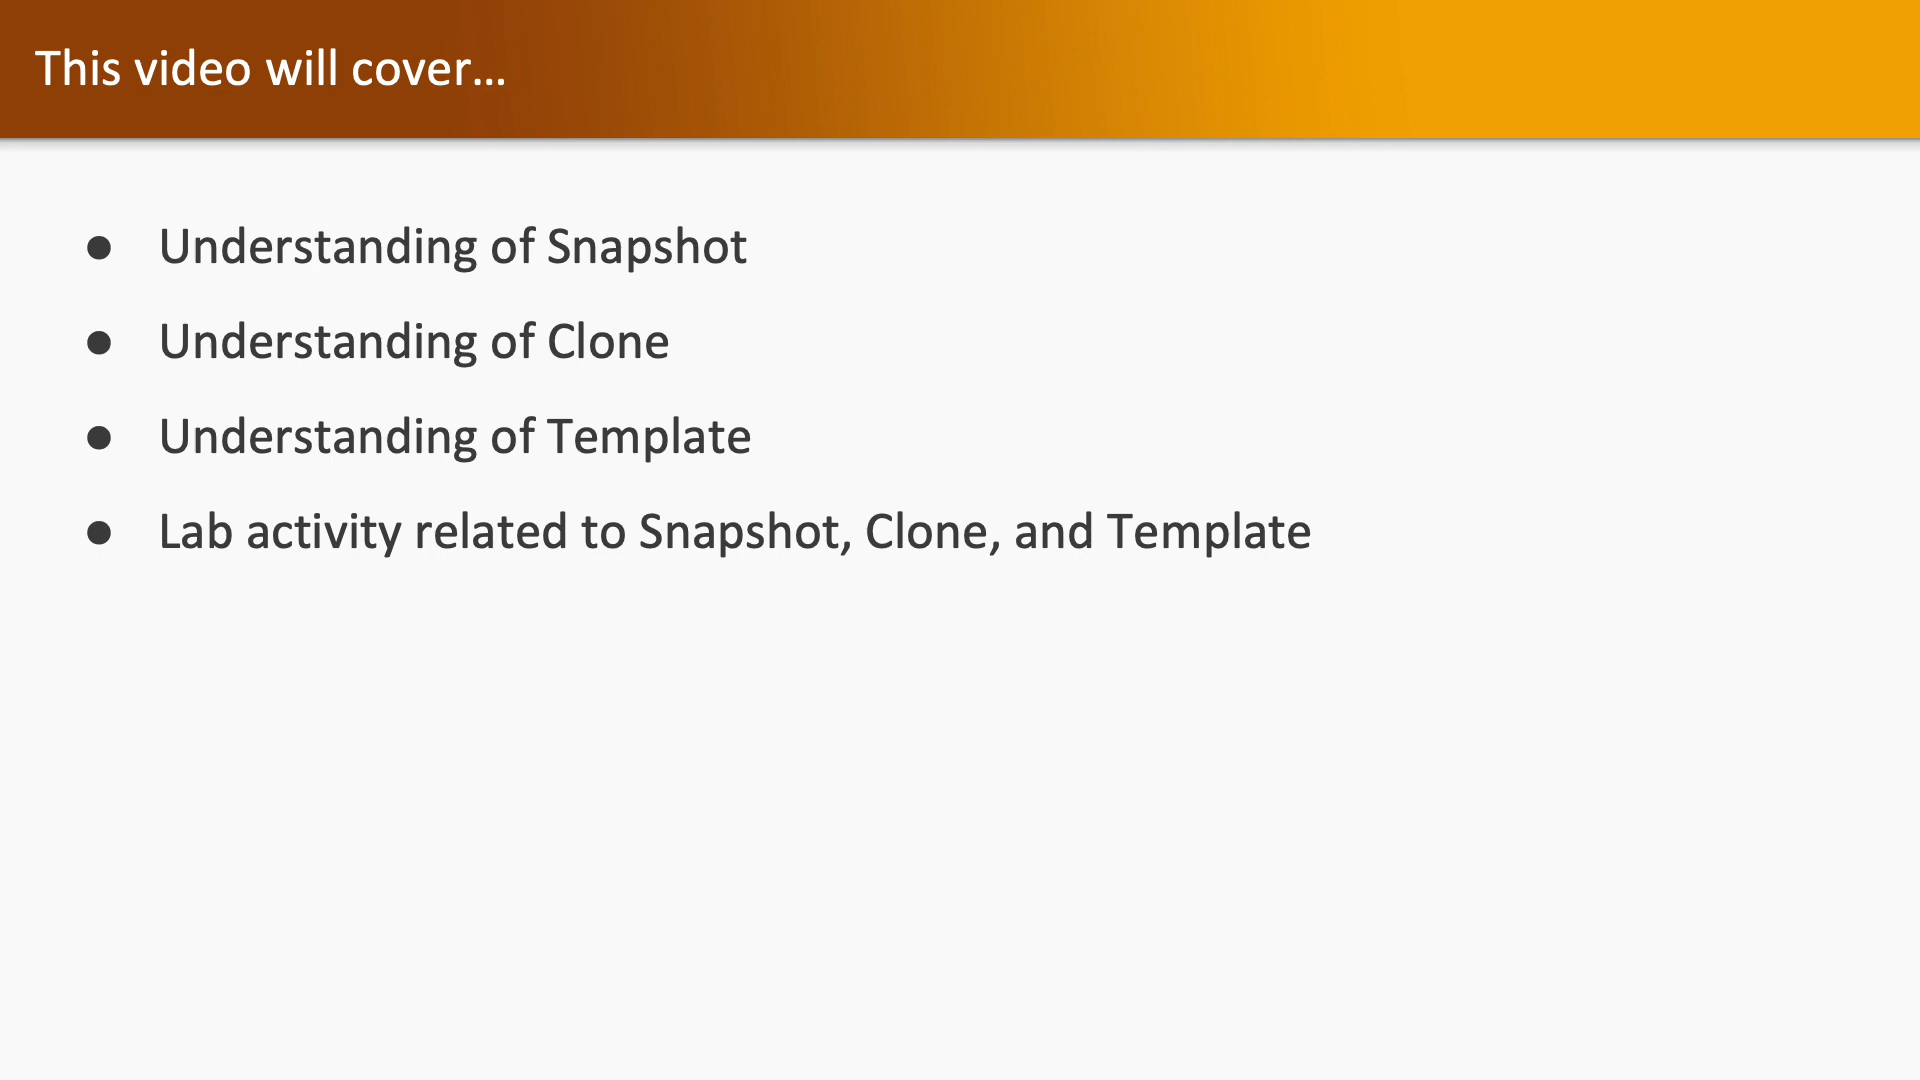 This video will cover…
● Understanding of Snapshot
● Understanding of Clone
● Understanding of Template
● Lab activity related to Snapshot, Clone, and Template